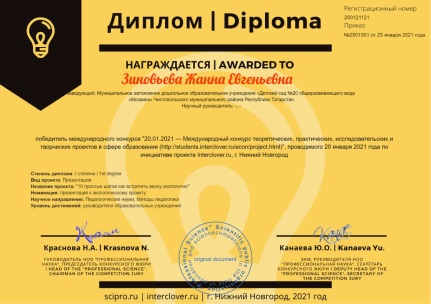 Диплом | Diploma
Регистрационный номер
200121121
Приказ:
№2501001 от 25 января 2021 год
НАГРАЖДАЕТСЯ | AWARDED TO
Зиновьева Жанна Евгеньевна
заведующий, Муниципальное автономное дошкольное образовательное учреждение «Детский сад №20 общеразвивающего вида
«Мозаика» Чистопольского муниципального района Республики Татарстан
Научный руководитель: -. -
победитель международного конкурса "20.01.2021 — Международный конкурс теоретических, практических, исследовательских и
творческих проектов в сфере образования (http://students.interclover.ru/econ/project.html)", проводимого 20 января 2021 года по
инициативе проекта Interclover.ru, г. Нижний Новгород
Степень диплома: I степени | 1st degree
Вид проекта: Презентация
Название проекта: "10 простых шагов как встретить весну экологично"
Номинация: презентация к экологическому проекту
Научное направление: Педагогические науки. Методы педагогики
Уровень достижений: руководители образовательных учреждений
Краснова Н.А. | Krasnova N.
РУКОВОДИТЕЛЬ НОО "ПРОФЕССИОНАЛЬНАЯ
НАУКА", ПРЕДСЕДАТЕЛЬ КОНКУРСНОГО ЖЮРИ
| HEAD OF THE "PROFESSIONAL SCIENCE",
CHAIRMAN OF THE COMPETITION JURY
original document
Канаева Ю.О. | Kanaeva Yu.
ЗАМ. РУКОВОДИТЕЛЯ НОО
"ПРОФЕССИОНАЛЬНАЯ НАУКА", СЕКРЕТАРЬ
КОНКУРСНОГО ЖЮРИ | DEPUTY HEAD OF THE
"PROFESSIONAL SCIENCE", SECRETARY OF
THE COMPETITION JURY
scipro.ru | interclover.ru | г. Нижний Новгород, 2021 год